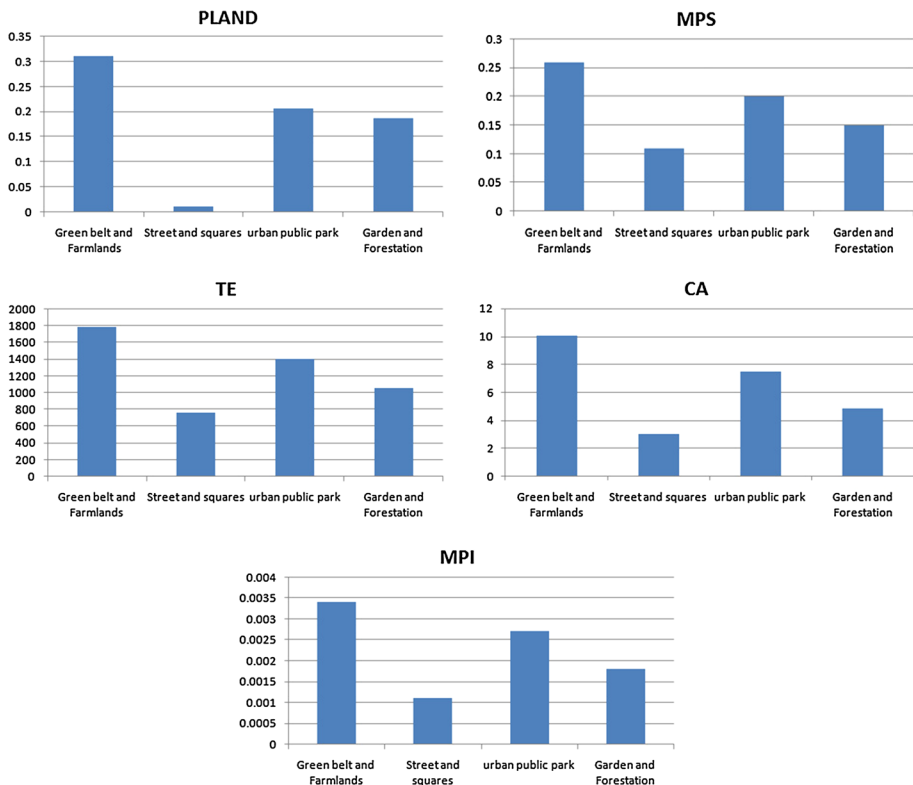 PLAND
0.35
0.3
0.25
0.2
0.15
0.1
0.05
0
Green belt and Farmlands
Street and squares
urban public park
Garden and Forestation
MPS
0.3
0.25
0.2
0.15
0.1
0.05
0
Green belt and Farmlands
Street and squares
urban public park
Garden and Forestation
TE
2000
1800
1600
1400
1200
1000
800
600
400
200
0
Green belt and Farmlands
Street and squares
urban public park
Garden and Forestation
CA
12
10
8
6
4
2
0
Green belt and Farmlands
Street and squares
urban public park
Garden and Forestation
MPI
0.004
0.0035
0.003
0.0025
0.002
0.0015
0.001
0.0005
0
Green belt and Farmlands
Street and squares
urban public park
Garden and Forestation